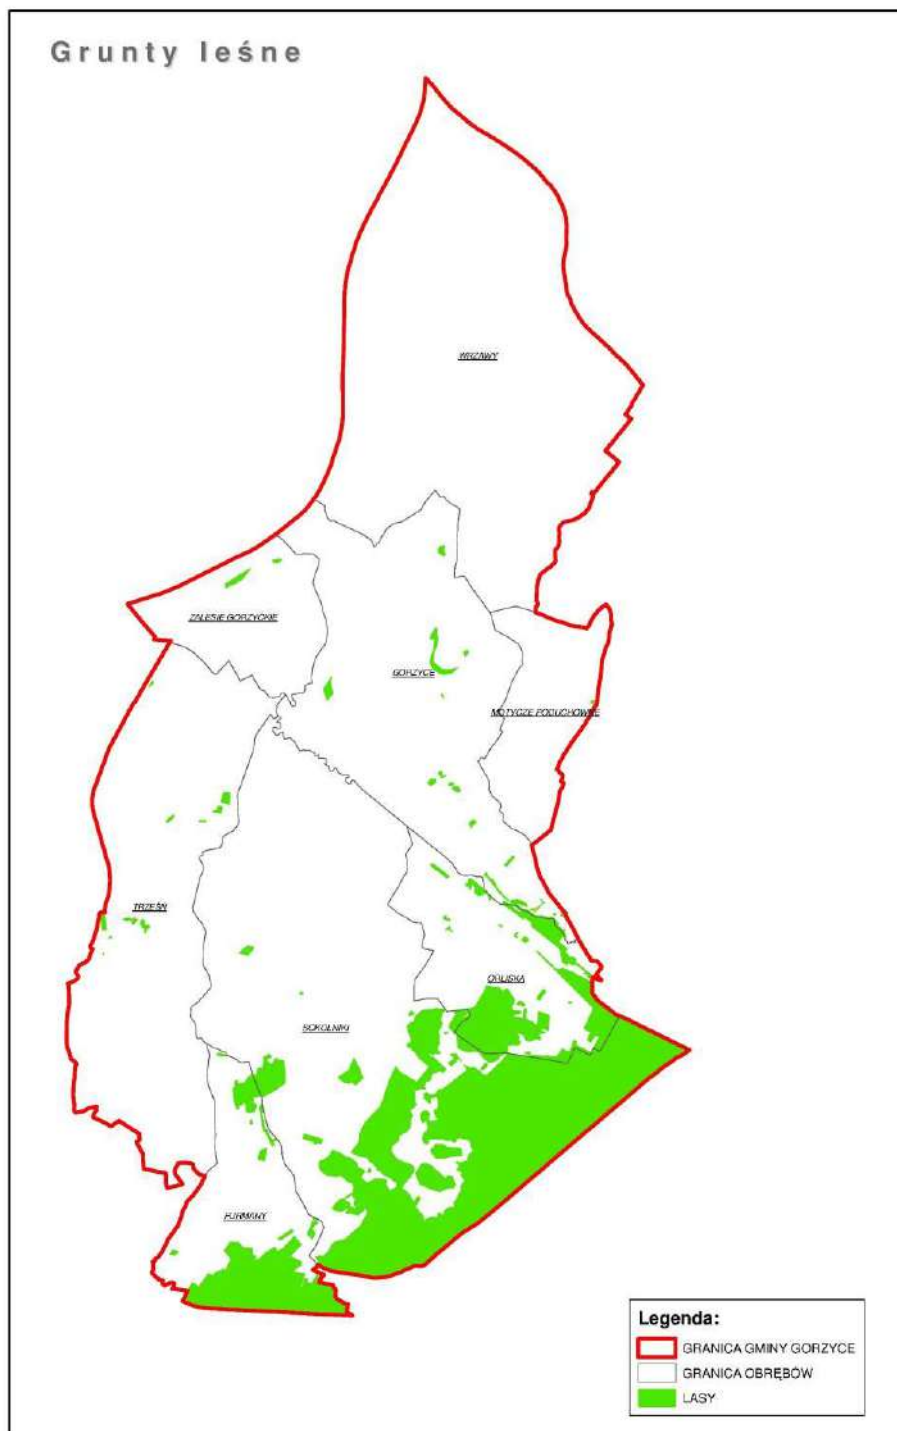 Grunty leśne
WRZAWY
ZALESIE GORZYCKIE
GORZYCE
MOTYCZE PODUCHOWNE
TRZEŚŃ
ORLISKA
SOKOLNIKI
FURMANY
Legenda:
GRANICA GMINY GORZYCE
GRANICA OBRĘBÓW
LASY